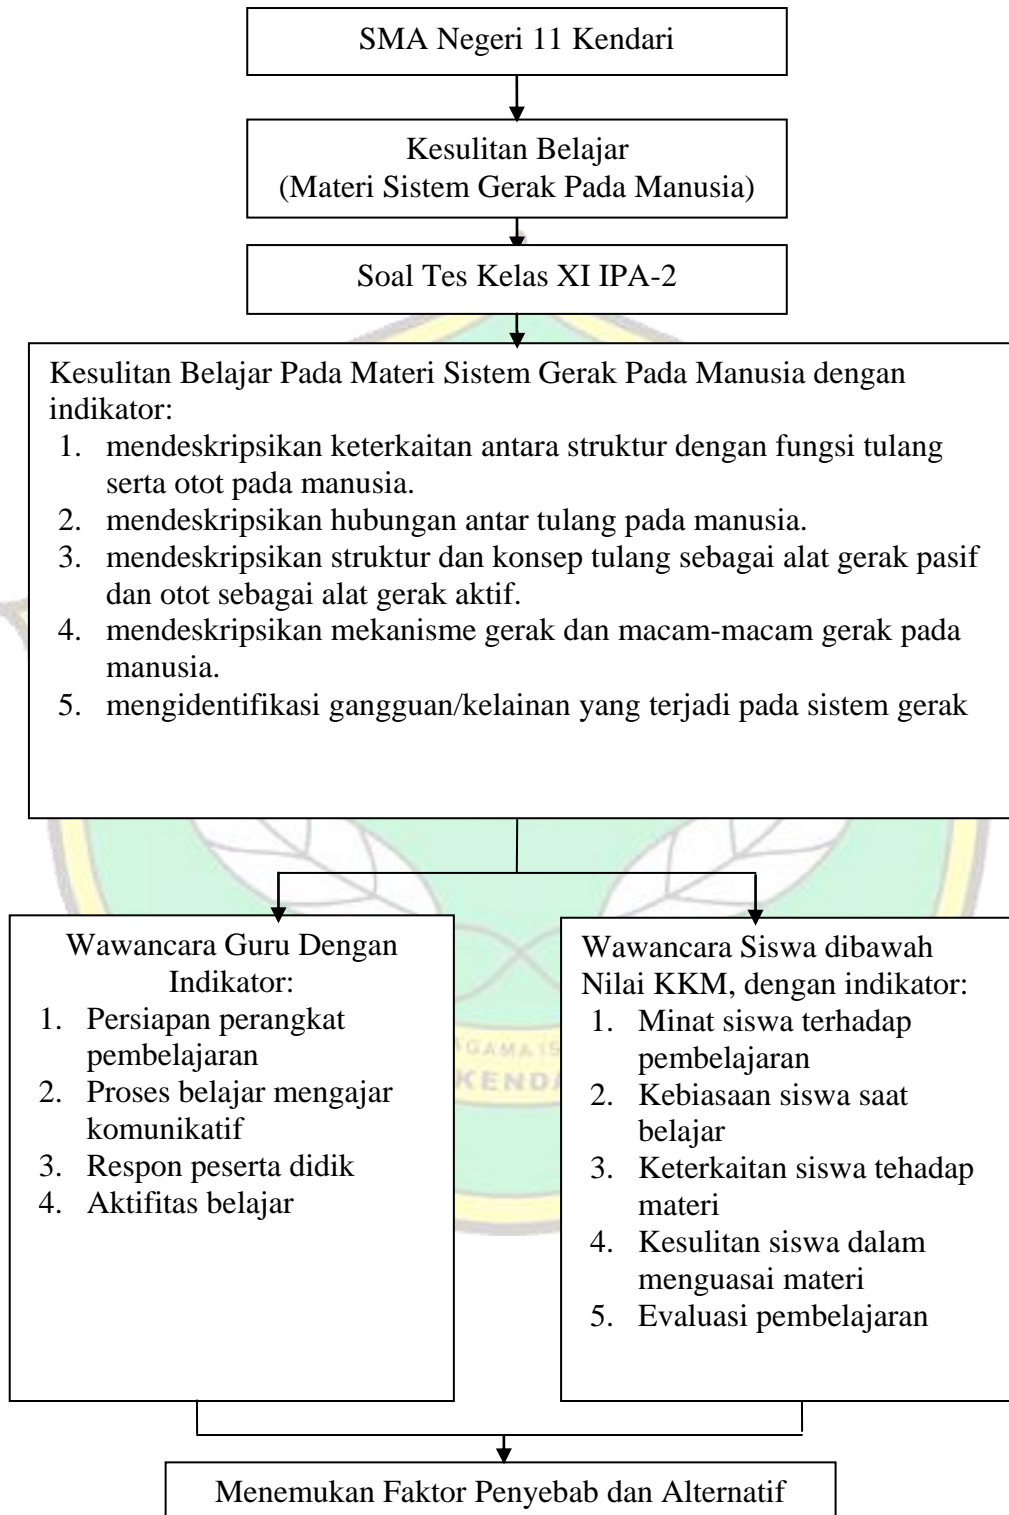 SMA Negeri 11 Kendari
Kesulitan Belajar
(Materi Sistem Gerak Pada Manusia)
Soal Tes Kelas XI IPA-2
Kesulitan Belajar Pada Materi Sistem Gerak Pada Manusia dengan
indikator:
1. mendeskripsikan keterkaitan antara struktur dengan fungsi tulang
serta otot pada manusia.
2. mendeskripsikan hubungan antar tulang pada manusia.
3. mendeskripsikan struktur dan konsep tulang sebagai alat gerak pasif
dan otot sebagai alat gerak aktif.
4. mendeskripsikan mekanisme gerak dan macam-macam gerak pada
manusia.
5. mengidentifikasi gangguan/kelainan yang terjadi pada sistem gerak
Wawancara Guru Dengan
Indikator:
1. Persiapan perangkat
pembelajaran
2. Proses belajar mengajar
komunikatif
3. Respon peserta didik
4. Aktifitas belajar
Wawancara Siswa dibawah
Nilai KKM, dengan indikator:
1. Minat siswa terhadap
pembelajaran
2. Kebiasaan siswa saat
belajar
3. Keterkaitan siswa tehadap
materi
4. Kesulitan siswa dalam
menguasai materi
5. Evaluasi pembelajaran
Menemukan Faktor Penyebab dan Alternatif